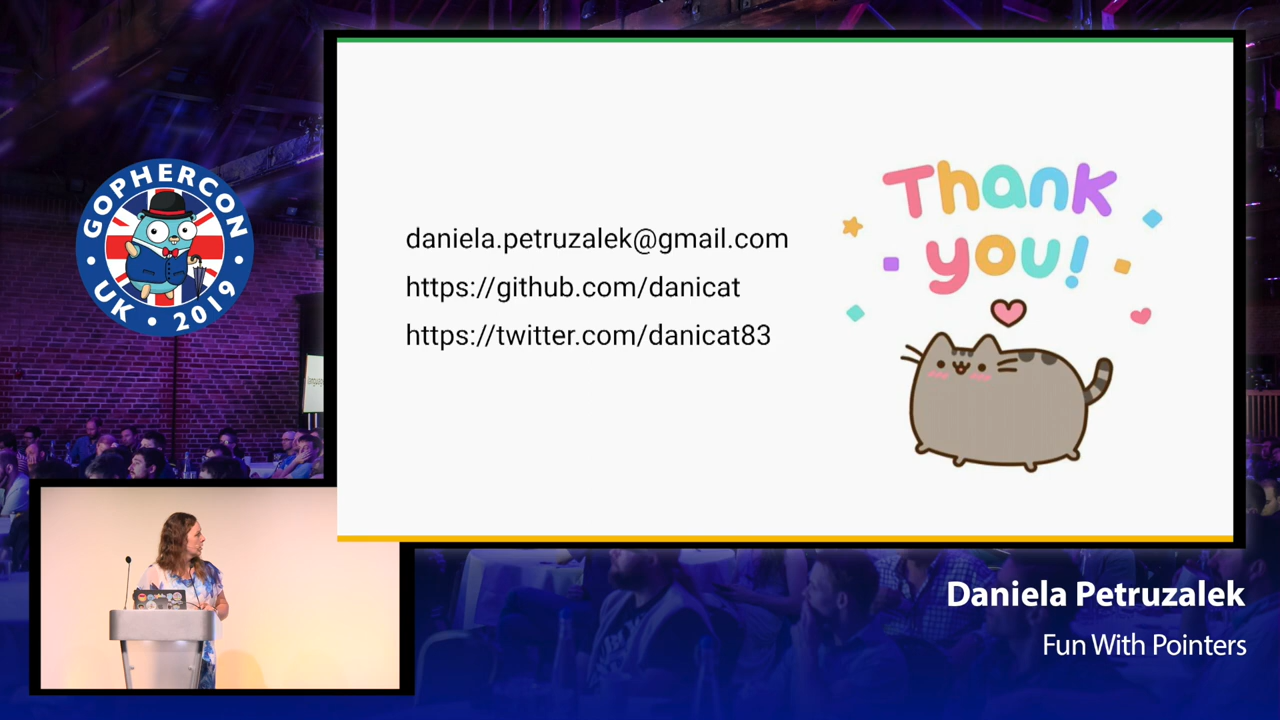 GOPHERCON
UK • 2019
daniela.petruzalek@gmail.com
https://github.com/danicat
https://twitter.com/danicat83
Thank
you!
Daniela Petruzalek
Fun With Pointers